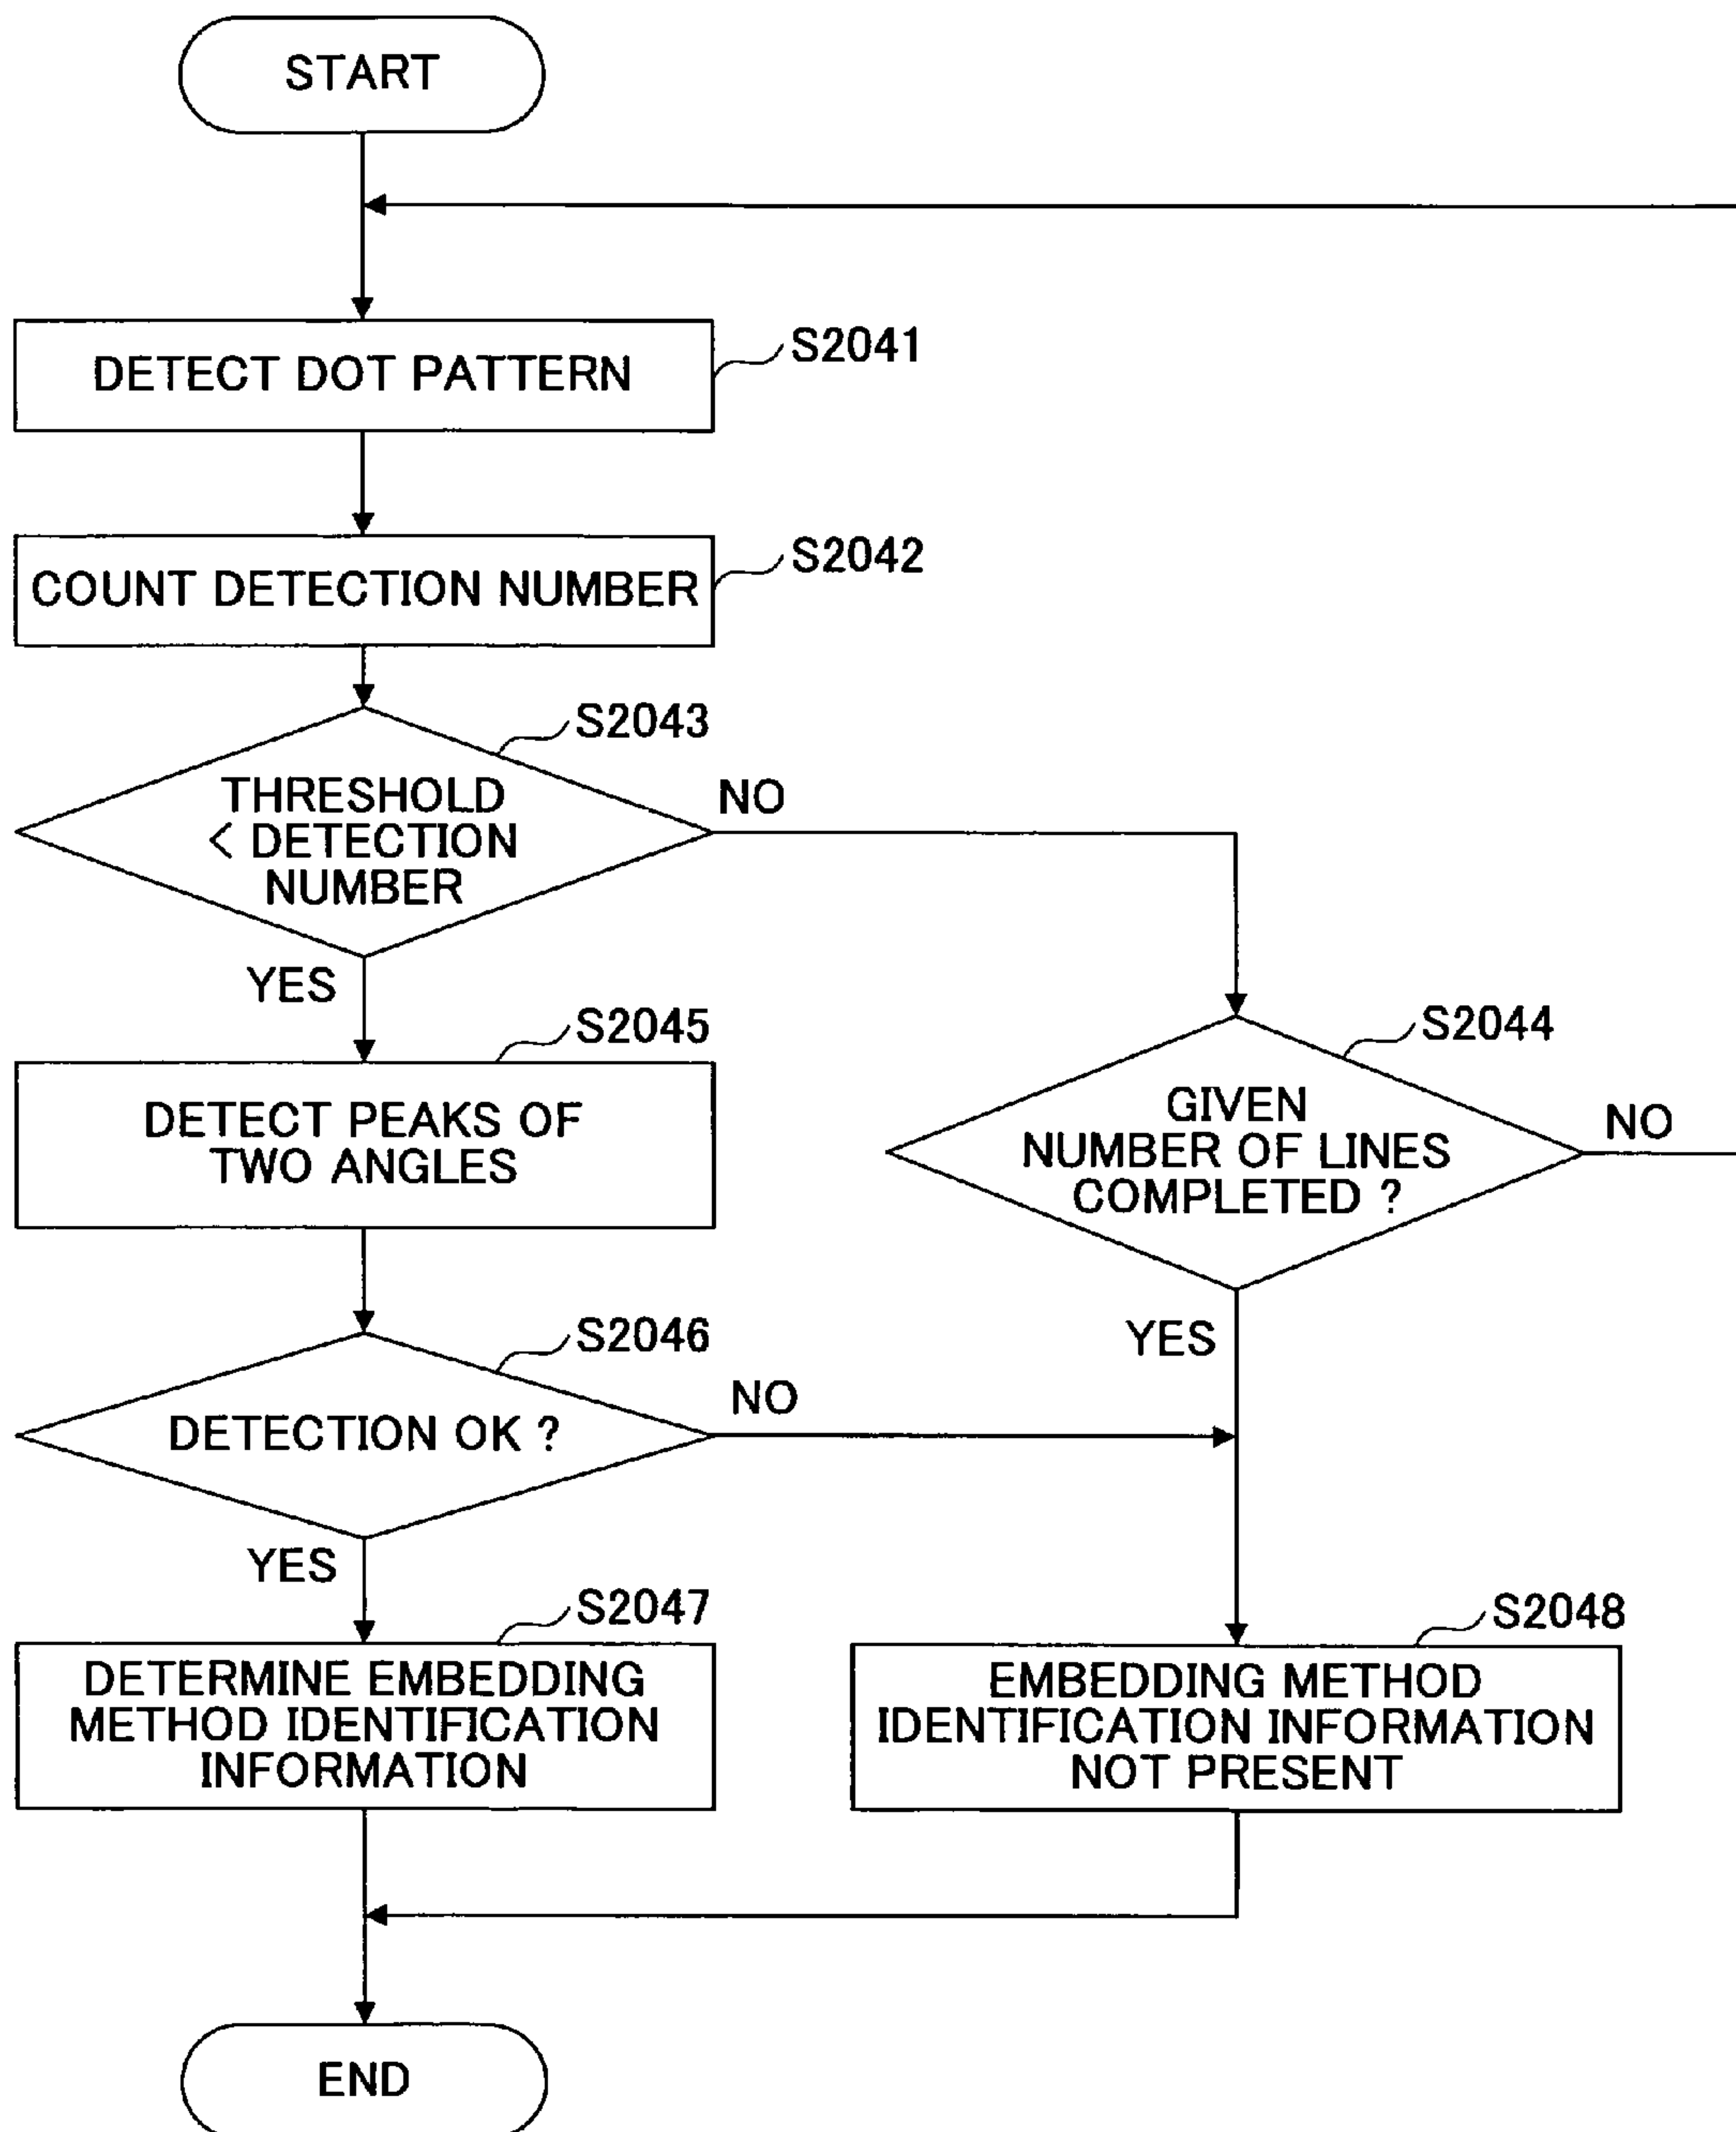 START
DETECT DOT PATTERN
S2041
COUNT DETECTION NUMBER
S2042
S2043
THRESHOLD
< DETECTION
NUMBER
NO
YES
S2045
DETECT PEAKS OF
TWO ANGLES
S2044
GIVEN
NUMBER OF LINES
COMPLETED ?
NO
YES
S2046
DETECTION OK ?
NO
YES
S2047
DETERMINE EMBEDDING
METHOD IDENTIFICATION
INFORMATION
S2048
EMBEDDING METHOD
IDENTIFICATION INFORMATION
NOT PRESENT
END